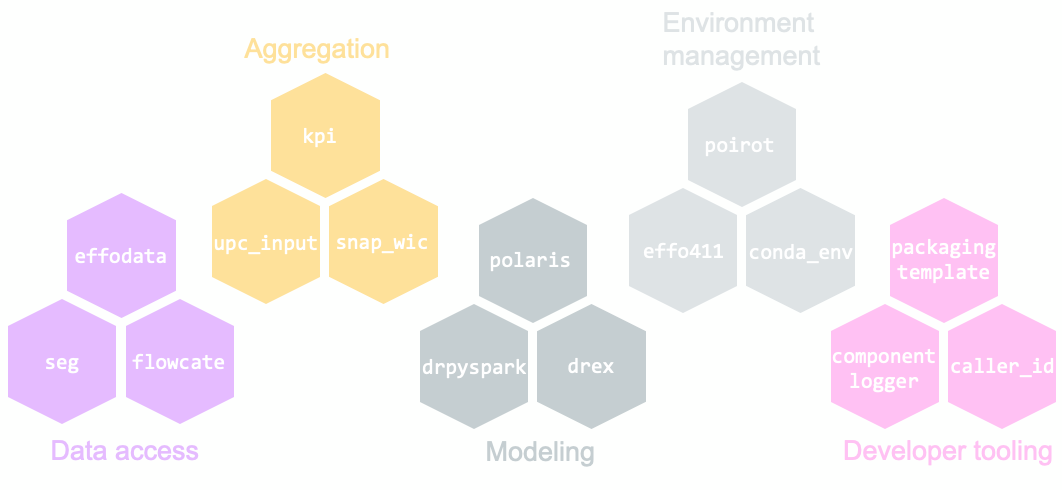 Aggregation
kpi
upc_input
snap_wic
Environment
management
poirot
effo411
conda_env
effodata
seg
flowcate
Data access
polaris
drpyspark
drex
Modeling
packaging
template
component
logger
caller_id
Developer tooling